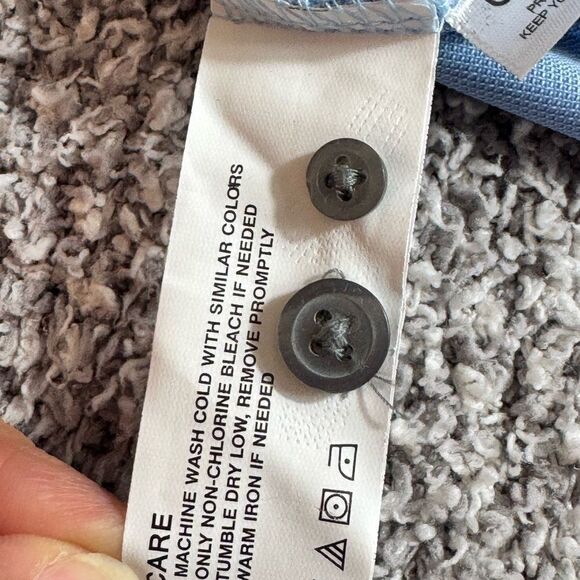 CARE
MACHINE WASH COLD WITH SIMILAR COLORS
ONLY NON-CHLORINE BLEACH IF NEEDED
TUMBLE DRY LOW, REMOVE PROMPTLY
WARM IRON IF NEEDED
KEEP